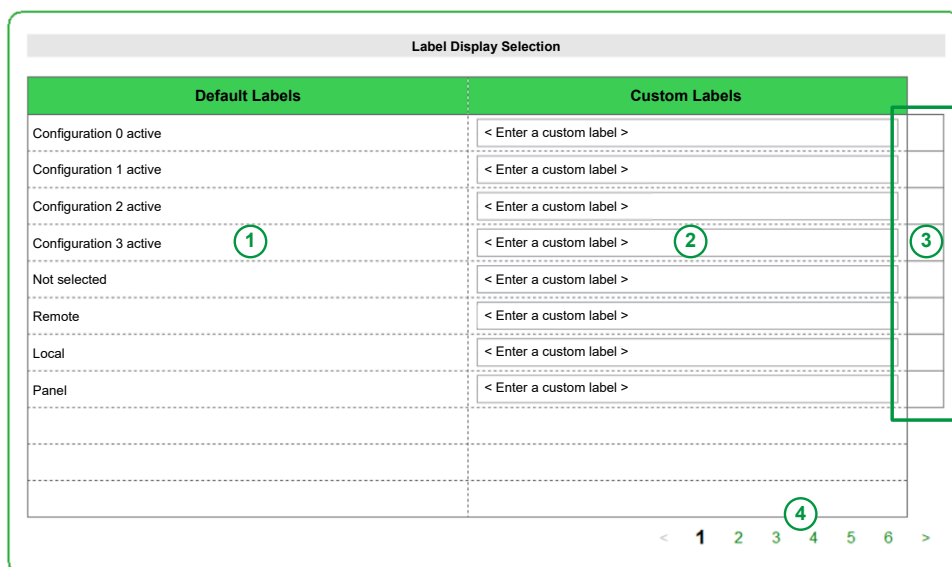 Label Display Selection
Default Labels Custom Labels
Configuration 0 active < Enter a custom label >
Configuration 1 active < Enter a custom label >
Configuration 2 active < Enter a custom label >
Configuration 3 active 1 < Enter a custom label > 2 3
Not selected < Enter a custom label >
Remote < Enter a custom label >
Local < Enter a custom label >
Panel < Enter a custom label >
4
< 1 2 3 4 5 6 >